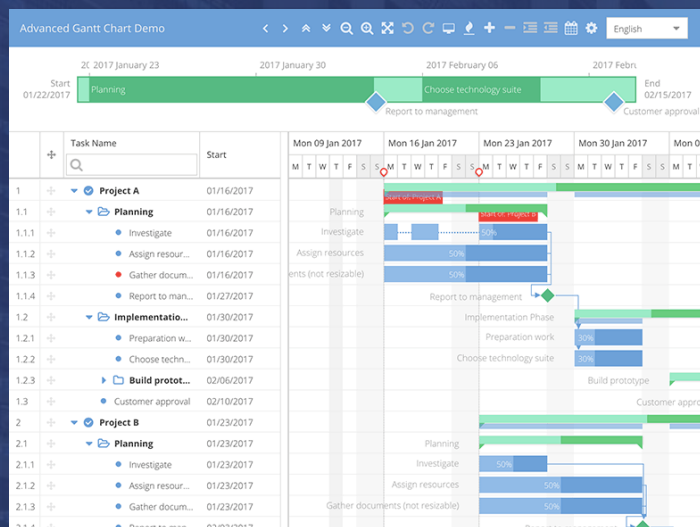 Advanced Gantt Chart Demo English
2017 January 23 2017 January 30 2017 February 06 2017
Start
01/22/2017
Planning Choose technology suite
End
02/15/2017
Report to management Customer approval
Task Name Start
Mon 09 Jan 2017 Mon 16 Jan 2017 Mon 23 Jan 2017 Mon 30 Jan 2017 Mon
M T W T F S S M T W T F S S M T W T F S S M T W T F S S M
1 Project A 01/16/2017
Start of: Project A
1.1 Planning 01/16/2017 Planning
Start of: Project B
1.1.1 Investigate 01/16/2017 Investigate 50%
1.1.2 Assign resour... 01/16/2017 Assign resources 50%
1.1.3 Gather docum... 01/16/2017 ents (not resizable) 50%
1.1.4 Report to man... 01/27/2017 Report to management
1.2 Implementatio... 01/30/2017 Implementation Phase
1.2.1 Preparation w... 01/30/2017 Preparation work 30%
1.2.2 Choose techn... 01/30/2017 Choose technology suite 30%
1.2.3 Build protot... 02/06/2017 Build prototype
1.3 Customer approval 02/10/2017 Customer appro
2 Project B 01/23/2017
2.1 Planning 01/23/2017 Planning
2.1.1 Investigate 01/23/2017 Investigate 50%
2.1.2 Assign resour... 01/23/2017 Assign resources 50%
2.1.3 Gather docum... 01/23/2017 Gather documents (not resizable) 50%